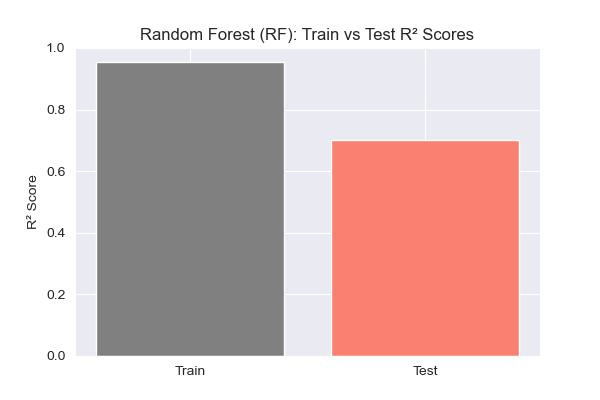 Random Forest (RF): Train vs Test R² Scores
1.0
0.8
0.6
0.4
0.2
0.0
R² Score
Train
Test